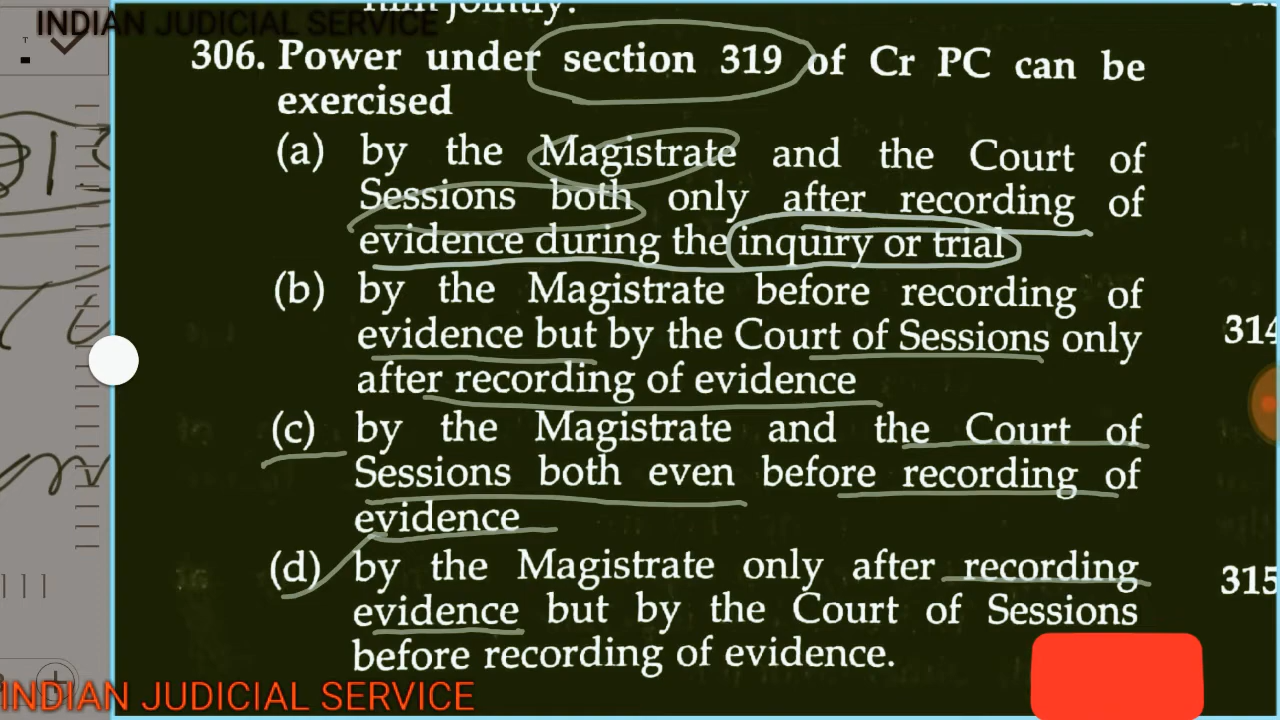 him jointly.
INDIAN JUDICIAL SERVICE
306. Power under section 319 of Cr PC can be
exercised
(a) by the Magistrate and the Court of
Sessions both only after recording of
evidence during the inquiry or trial
(b) by the Magistrate before recording of
evidence but by the Court of Sessions only
after recording of evidence
314
(c) by the Magistrate and the Court of
Sessions both even before recording of
evidence
(d) by the Magistrate only after recording
315
evidence but by the Court of Sessions
before recording of evidence.
INDIAN JUDICIAL SERVICE